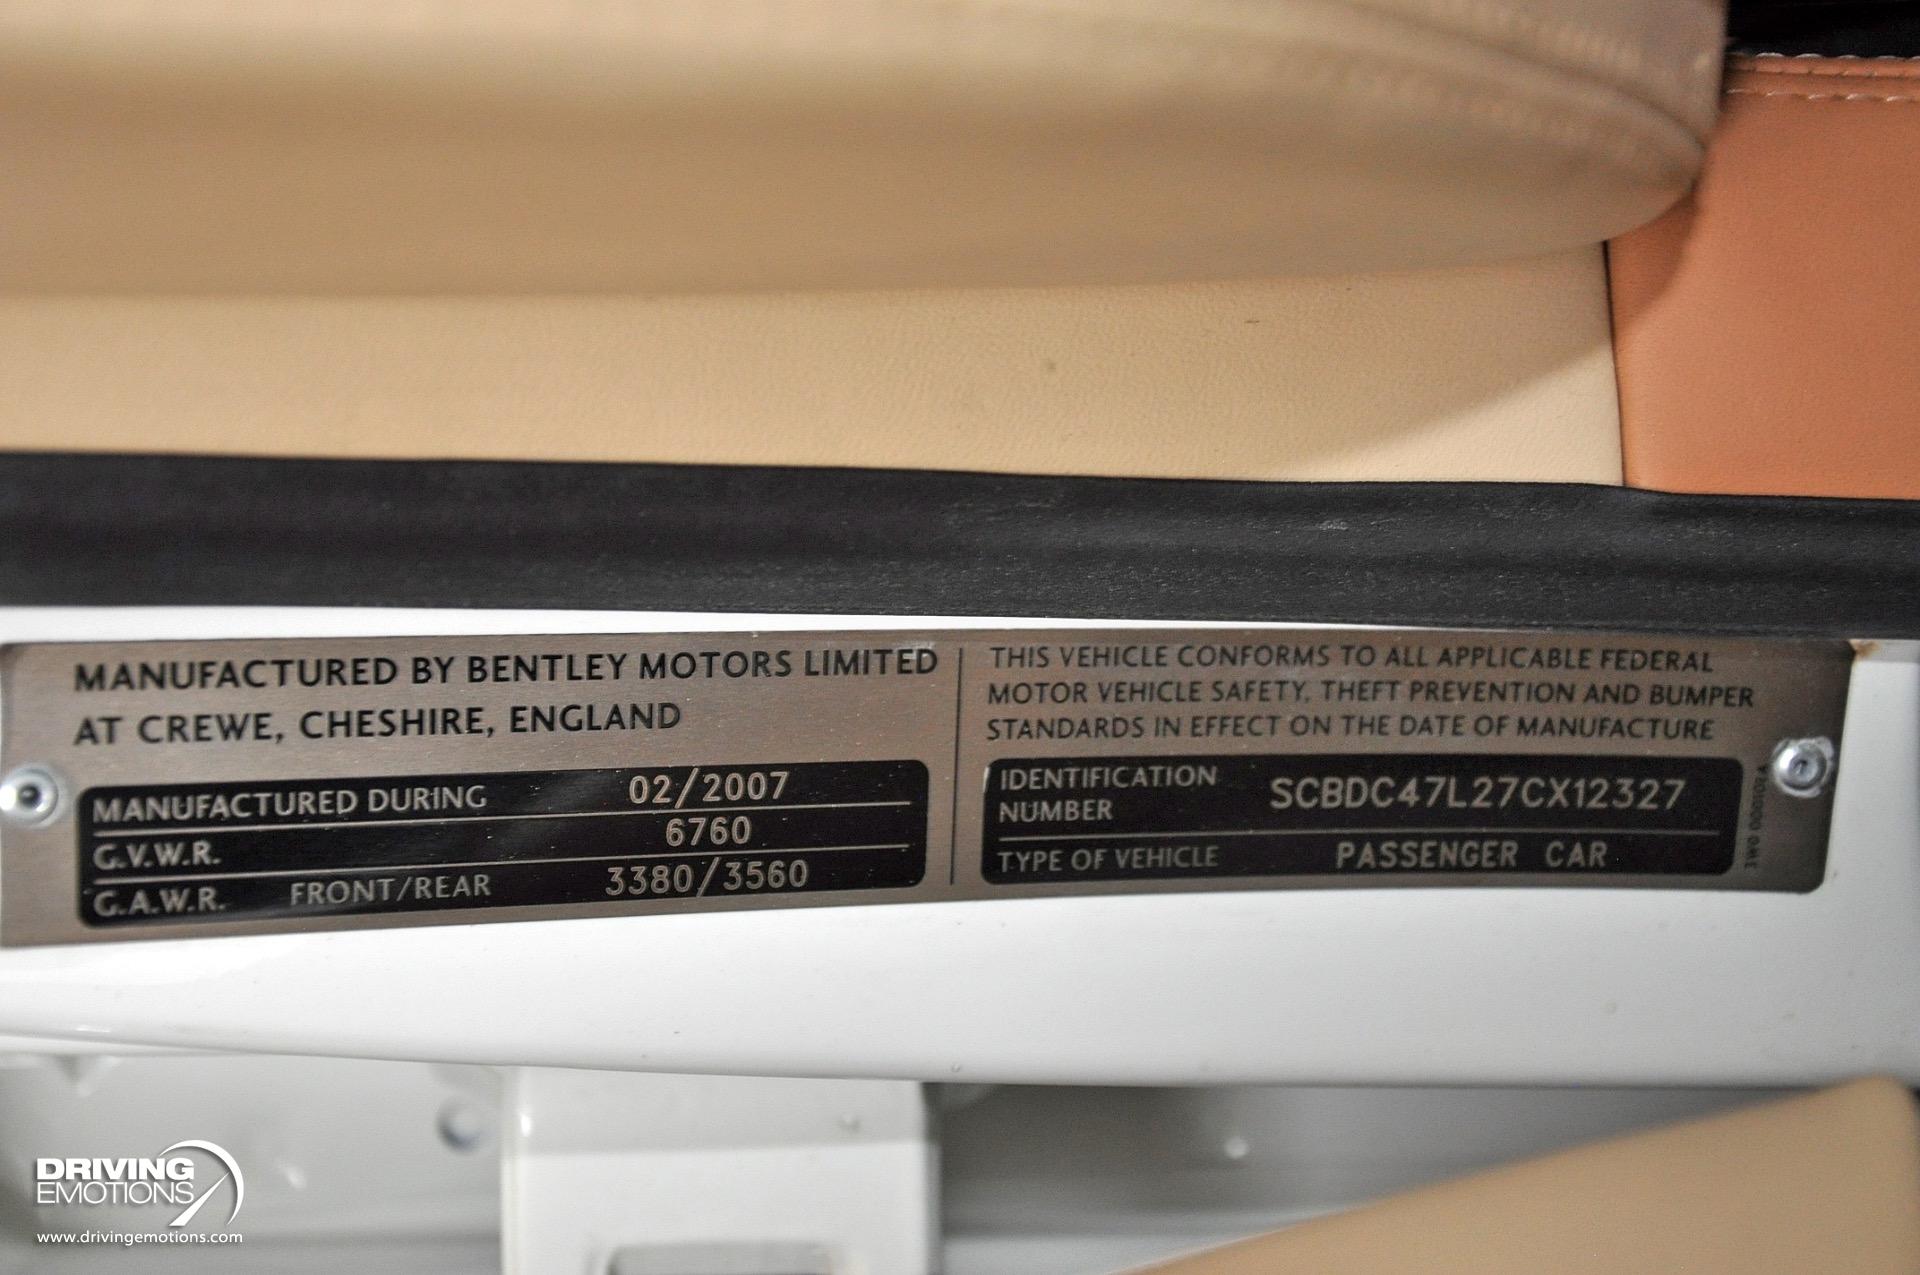 MANUFACTURED BY BENTLEY MOTORS LIMITED
AT CREWE, CHESHIRE, ENGLAND
MANUFACTURED DURING 02/2007
G.V.W.R. 6760
G.A.W.R. FRONT/REAR 3380/3560
THIS VEHICLE CONFORMS TO ALL APPLICABLE FEDERAL
MOTOR VEHICLE SAFETY, THEFT PREVENTION AND BUMPER
STANDARDS IN EFFECT ON THE DATE OF MANUFACTURE
IDENTIFICATION
NUMBER SCBDC47L27CX12327
TYPE OF VEHICLE PASSENGER CAR
DRIVING
EMOTIONS
www.drivingemotions.com